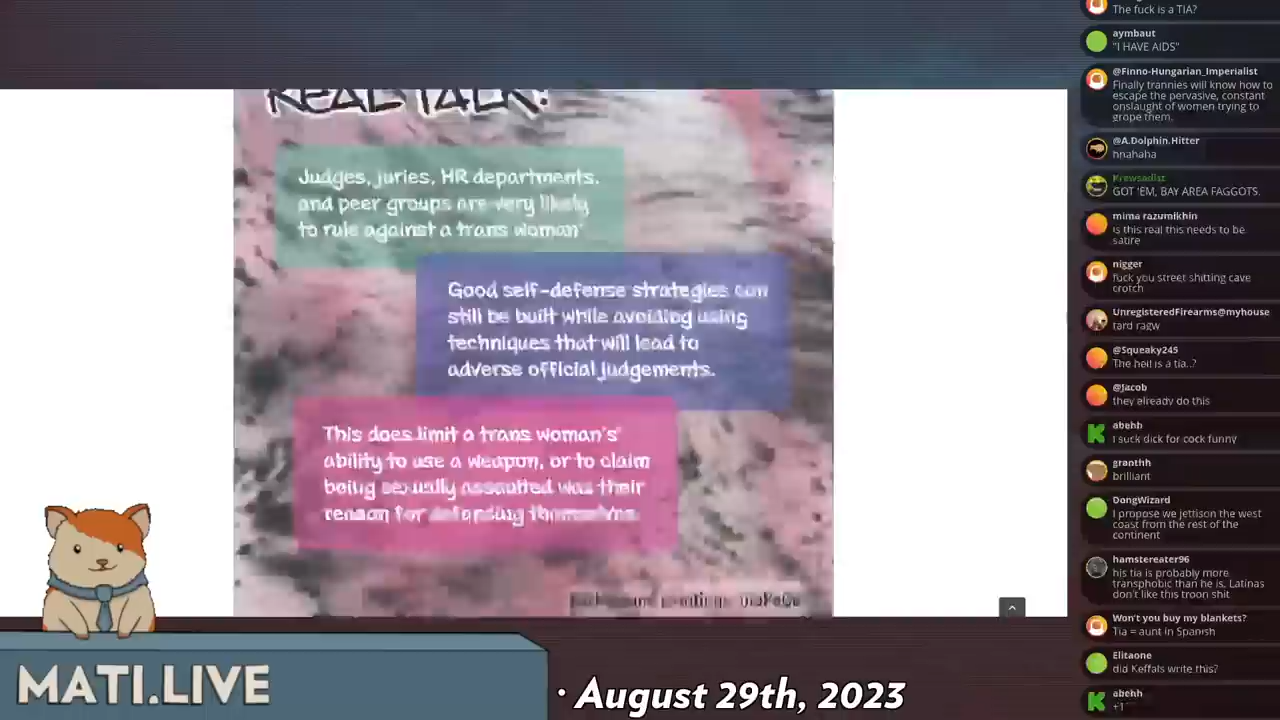 REAL TALK:
Judges, juries, HR departments,
and peer groups are very likely
to rule against a trans woman
Good self-defense strategies can
still be built while avoiding using
techniques that will lead to
adverse official judgements.
This does limit a trans woman's
ability to use a weapon, or to claim
being sexually assaulted was their
reason for defending themselves.
MATI.LIVE
· August 29th, 2023
The fuck is a TIA?
aymbaut
"I HAVE AIDS"
@Finno-Hungarian_Imperialist
Finally trannies will know how to
escape the pervasive, constant
onslaught of women trying to
grope them.
@A.Dolphin.Hitter
hnahaha
Krewsadist
GOT 'EM, BAY AREA FAGGOTS.
mima razumikhin
is this real this needs to be
satire
nigger
fuck you street shitting cave
crotch
UnregisteredFirearms@myhouse
tard ragw
@Squeaky245
The hell is a tia..?
@Jacob
they already do this
abehh
I suck dick for cock funny
granthh
brilliant
DongWizard
I propose we jettison the west
coast from the rest of the
continent
hamstereater96
his tia is probably more
transphobic than he is, Latinas
don't like this troon shit
Won't you buy my blankets?
Tia = aunt in Spanish
Elitaone
did Keffals write this?
abehh
+1